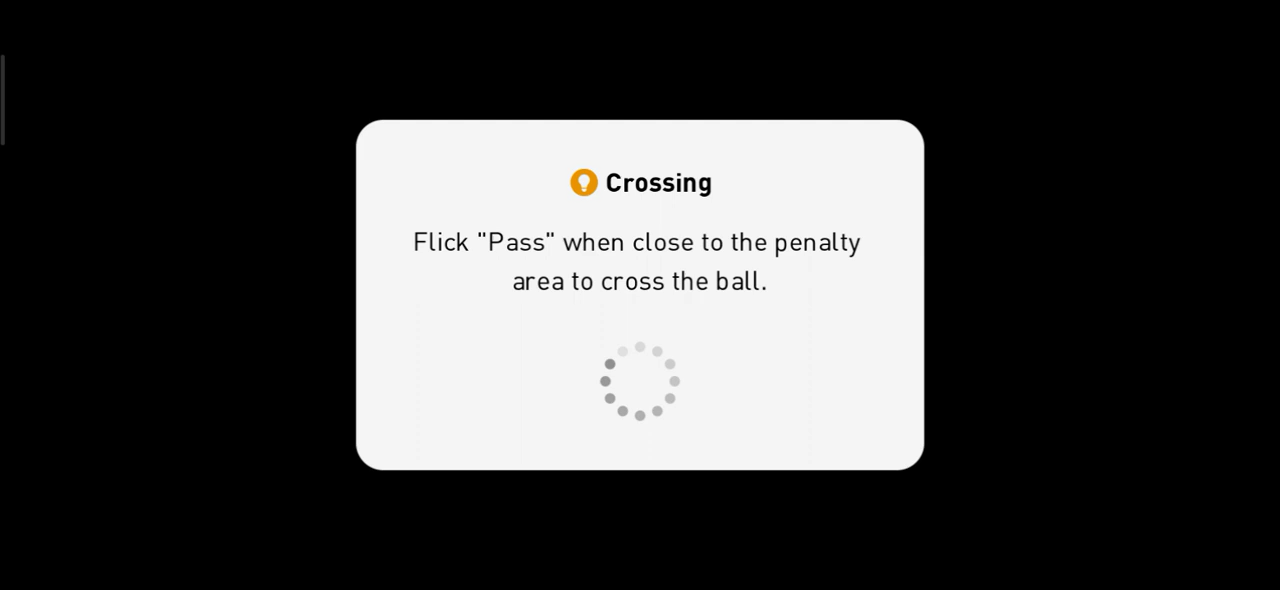 Crossing
Flick "Pass" when close to the penalty
area to cross the ball.